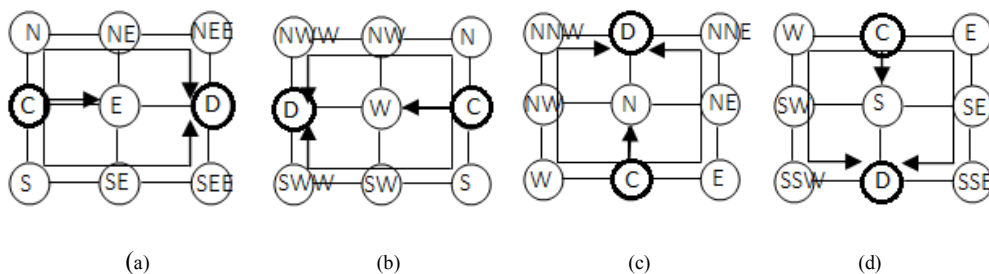 N NE NEE NWW NW N NNW D NNE W C E
C E D D W C NW N NE SW S SE
S SE SEE SWW SW S W C E SSW D SSE
(a) (b) (c) (d)